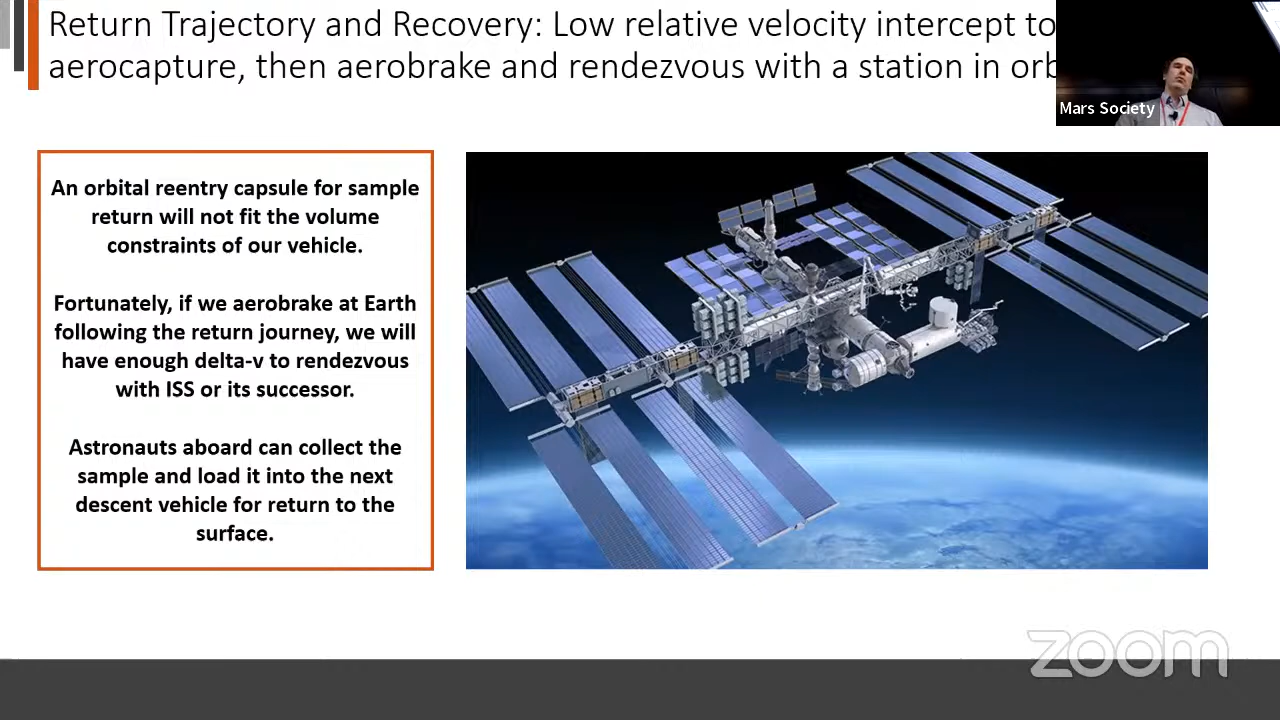 Return Trajectory and Recovery: Low relative velocity intercept to
aerocapture, then aerobrake and rendezvous with a station in
Mars Society
An orbital reentry capsule for sample
return will not fit the volume
constraints of our vehicle.
Fortunately, if we aerobrake at Earth
following the return journey, we will
have enough delta-v to rendezvous
with ISS or its successor.
Astronauts aboard can collect the
sample and load it into the next
descent vehicle for return to the
surface.
zoom